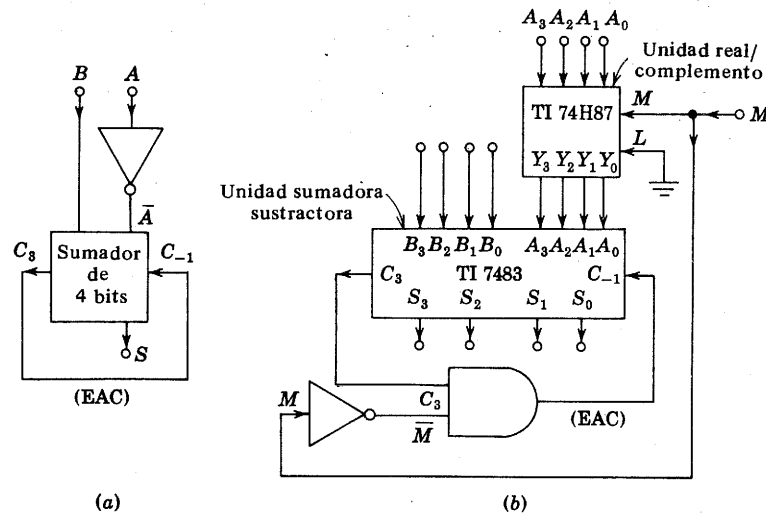 B
A
A̅
C₃
Sumador
de
4 bits
C₋₁
S
(EAC)
(a)
A₃ A₂ A₁ A₀
Unidad real/
complemento
TI 74H87
M
M
L
Y₃ Y₂ Y₁ Y₀
Unidad sumadora
sustractora
B₃ B₂ B₁ B₀
A₃ A₂ A₁ A₀
C₃
TI 7483
C₋₁
S₃
S₂
S₁
S₀
M
M̅
C₃
(EAC)
(b)